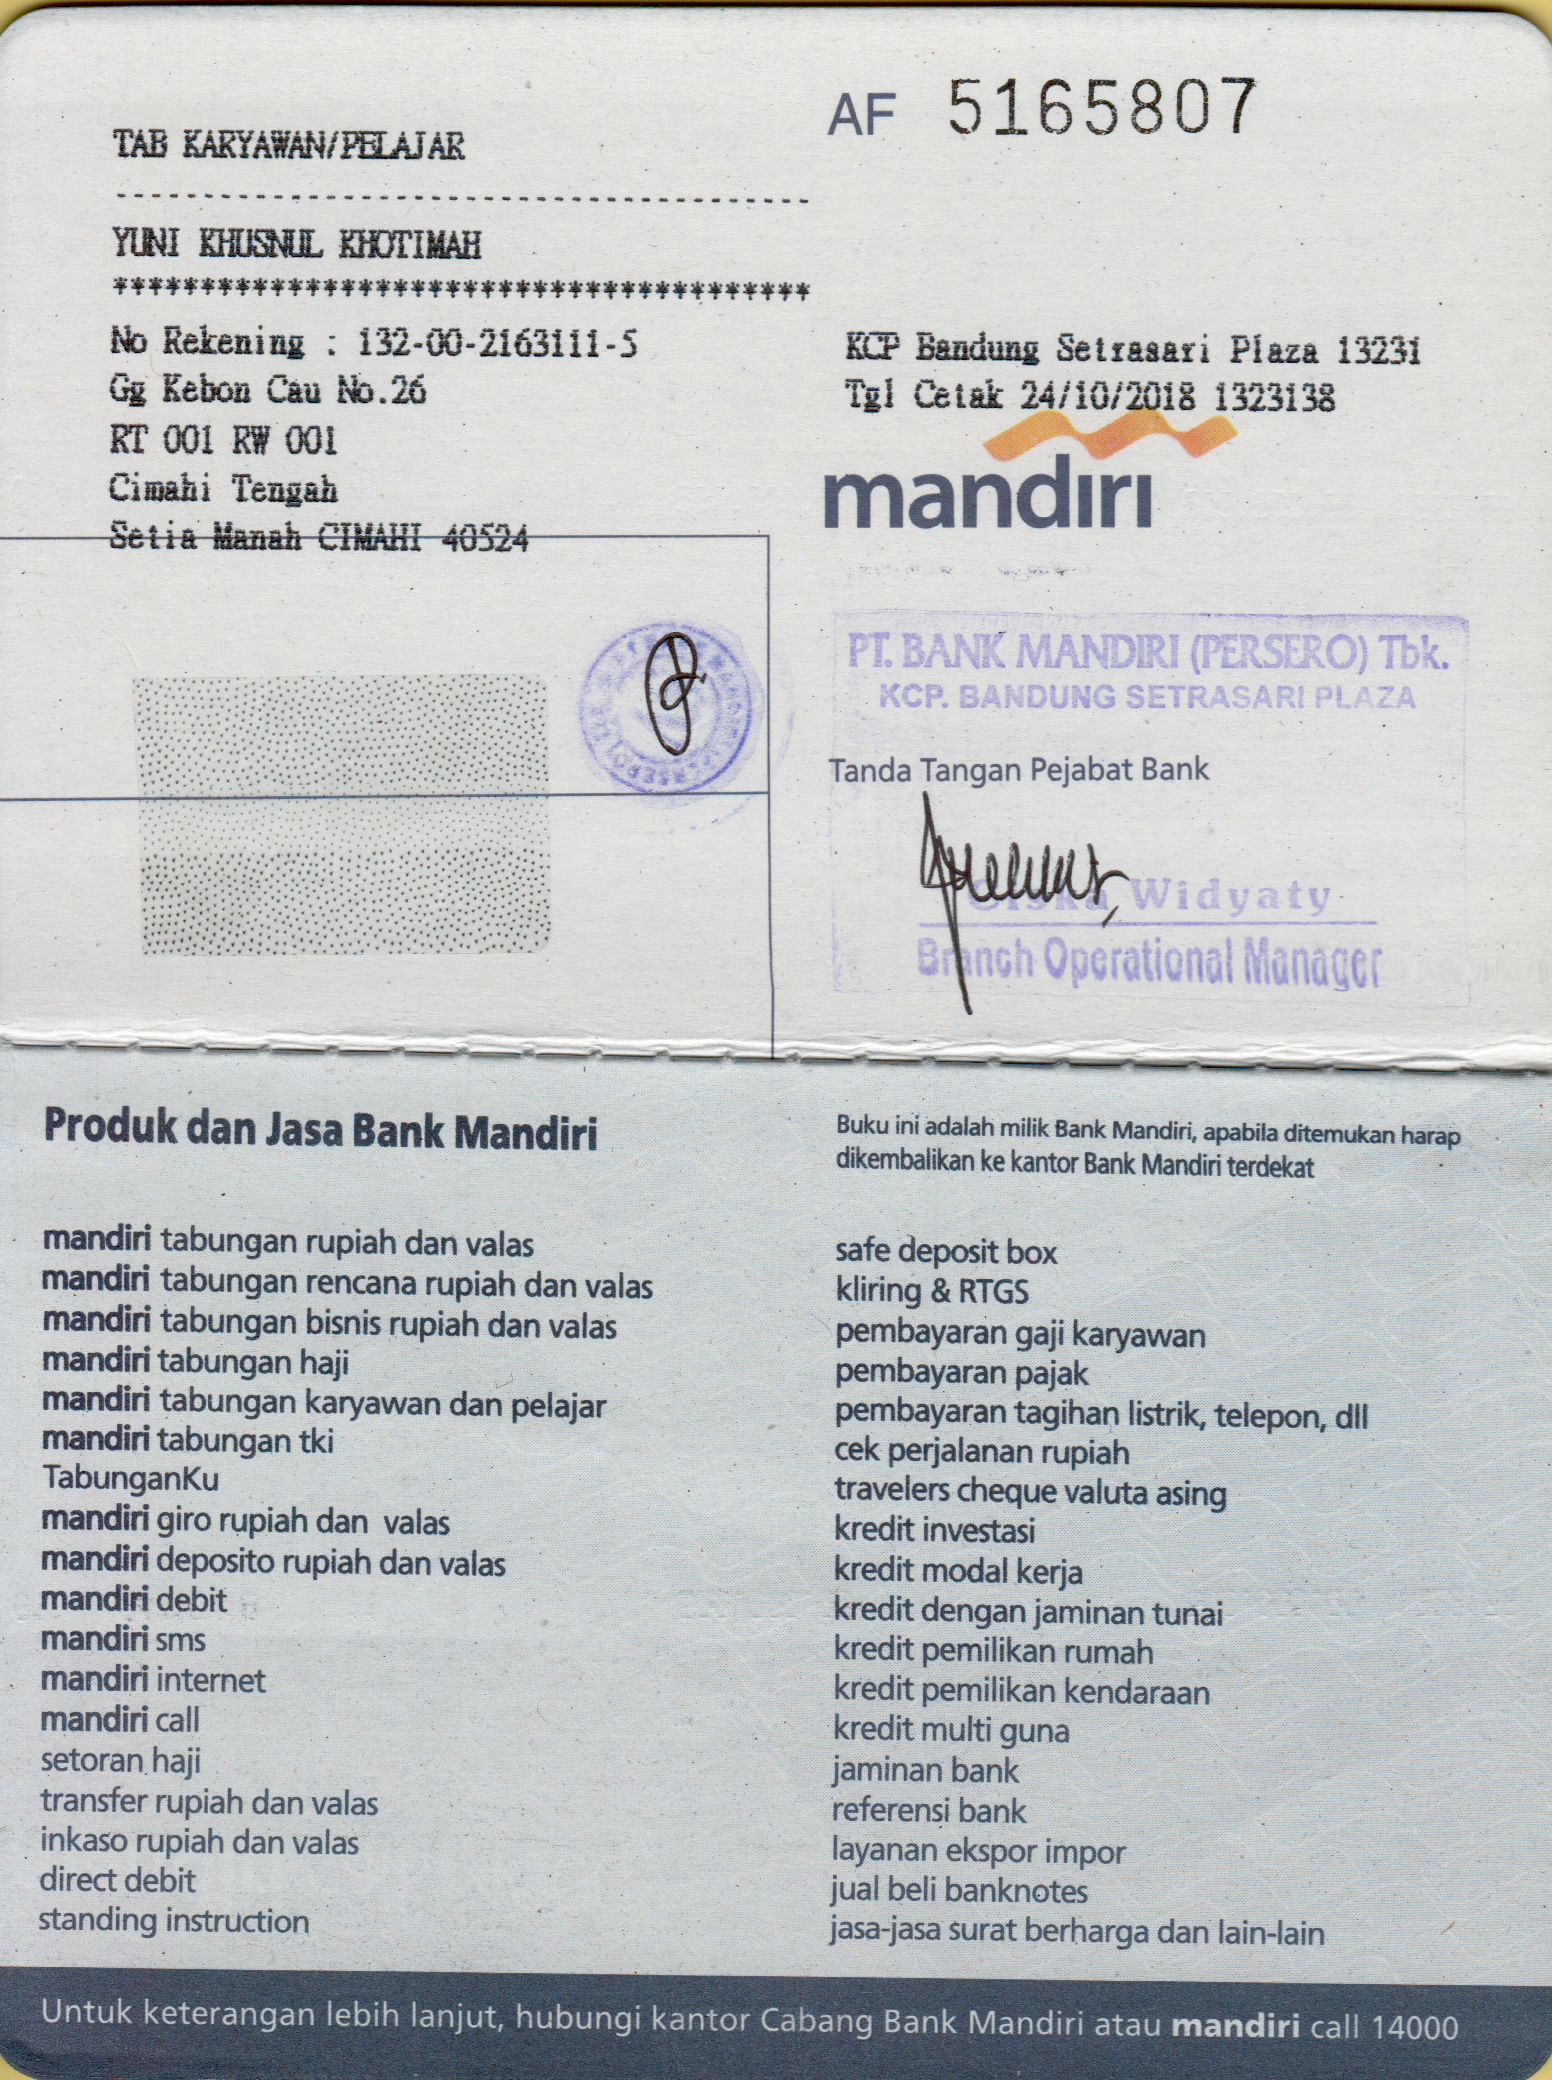 AF 5165807
TAB KARYAWAN/PELAJAR
---------------------------------------
YUNI KHUSNUL KHOTIMAH
****************************************
No Rekening : 132-00-2163111-5
Gg Kebon Cau No.26
RT 001 RW 001
Cimahi Tengah
Setia Manah CIMAHI 40524
KCP Bandung Setrasari Plaza 13231
Tgl Cetak 24/10/2018 1323138
mandiri
PT. BANK MANDIRI (PERSERO) Tbk.
KCP. BANDUNG SETRASARI PLAZA
Tanda Tangan Pejabat Bank
Widyaty
Branch Operational Manager
Produk dan Jasa Bank Mandiri
mandiri tabungan rupiah dan valas
mandiri tabungan rencana rupiah dan valas
mandiri tabungan bisnis rupiah dan valas
mandiri tabungan haji
mandiri tabungan karyawan dan pelajar
mandiri tabungan tki
TabunganKu
mandiri giro rupiah dan valas
mandiri deposito rupiah dan valas
mandiri debit
mandiri sms
mandiri internet
mandiri call
setoran haji
transfer rupiah dan valas
inkaso rupiah dan valas
direct debit
standing instruction
Buku ini adalah milik Bank Mandiri, apabila ditemukan harap
dikembalikan ke kantor Bank Mandiri terdekat
safe deposit box
kliring & RTGS
pembayaran gaji karyawan
pembayaran pajak
pembayaran tagihan listrik, telepon, dll
cek perjalanan rupiah
travelers cheque valuta asing
kredit investasi
kredit modal kerja
kredit dengan jaminan tunai
kredit pemilikan rumah
kredit pemilikan kendaraan
kredit multi guna
jaminan bank
referensi bank
layanan ekspor impor
jual beli banknotes
jasa-jasa surat berharga dan lain-lain
Untuk keterangan lebih lanjut, hubungi kantor Cabang Bank Mandiri atau mandiri call 14000